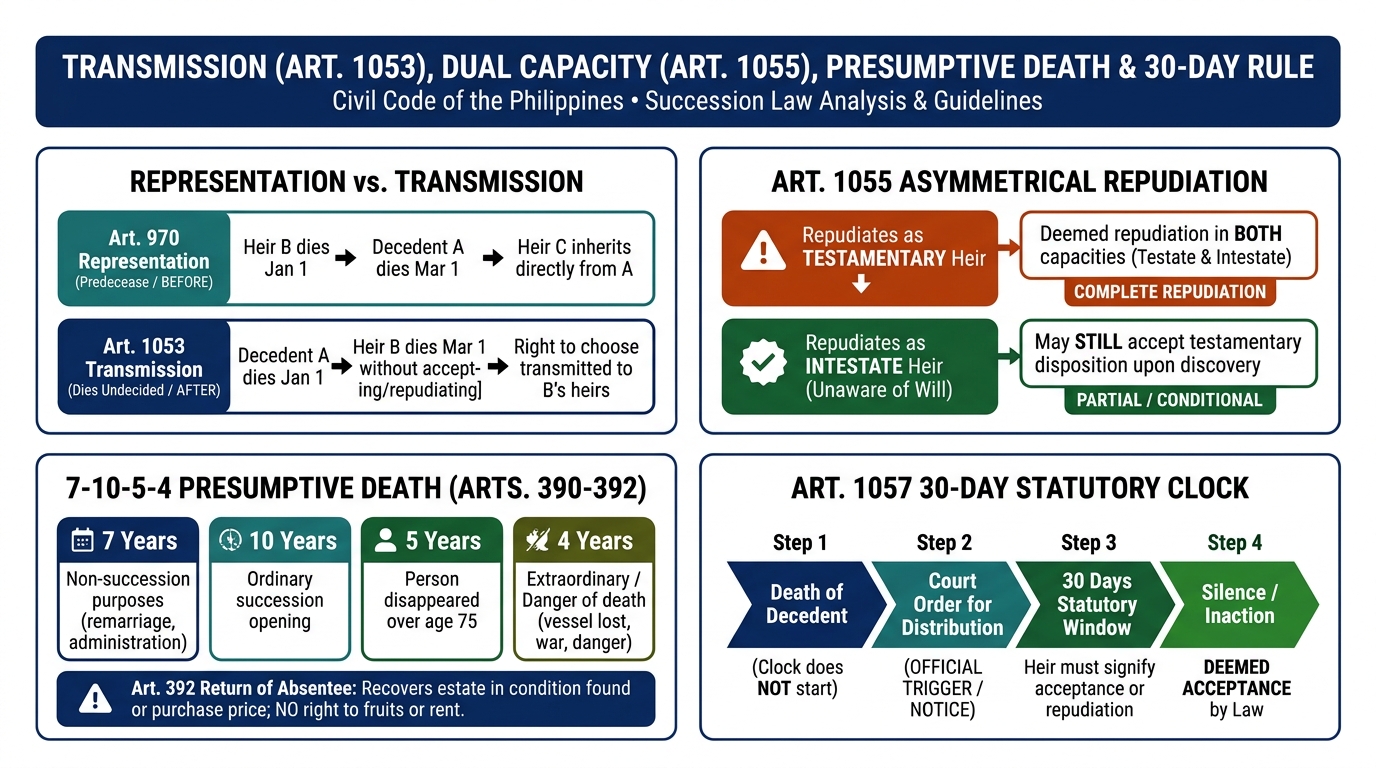 TRANSMISSION (ART. 1053), DUAL CAPACITY (ART. 1055), PRESUMPTIVE DEATH & 30-DAY RULE
Civil Code of the Philippines • Succession Law Analysis & Guidelines
REPRESENTATION vs. TRANSMISSION
Art. 970
Representation
(Predecease / BEFORE)
Heir B dies
Jan 1
Decedent A
dies Mar 1
Heir C inherits
directly from A
Art. 1053
Transmission
(Dies Undecided / AFTER)
Decedent A
dies Jan 1
Heir B dies Mar 1
without accept-
ing/repudiating]
Right to choose
transmitted to
B's heirs
ART. 1055 ASYMMETRICAL REPUDIATION
Repudiates as
TESTAMENTARY Heir
Deemed repudiation in BOTH
capacities (Testate & Intestate)
COMPLETE REPUDIATION
Repudiates as
INTESTATE Heir
(Unaware of Will)
May STILL accept testamentary
disposition upon discovery
PARTIAL / CONDITIONAL
7-10-5-4 PRESUMPTIVE DEATH (ARTS. 390-392)
7 Years
Non-succession
purposes
(remarriage,
administration)
10 Years
Ordinary
succession
opening
5 Years
Person
disappeared
over age 75
4 Years
Extraordinary /
Danger of death
(vessel lost,
war, danger)
Art. 392 Return of Absentee: Recovers estate in condition found
or purchase price; NO right to fruits or rent.
ART. 1057 30-DAY STATUTORY CLOCK
Step 1
Death of
Decedent
(Clock does
NOT start)
Step 2
Court
Order for
Distribution
(OFFICIAL
TRIGGER /
NOTICE)
Step 3
30 Days
Statutory
Window
Heir must signify
acceptance or
repudiation
Step 4
Silence /
Inaction
DEEMED
ACCEPTANCE
by Law